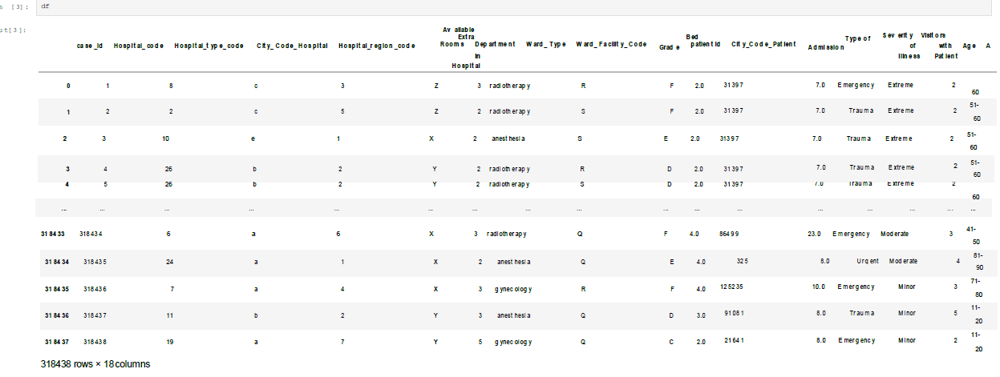 [3]: df
ut[3]:
case_id Hospital_code Hospital_type_code City_Code_Hospital Hospital_region_code Available Extra Rooms in Hospital Department Ward_Type Ward_Facility_Code Bed Grade patientid City_Code_Patient Type of Admission Severity of Illness Visitors with Patient Age A
0 1 8 c 3 Z 3 radiotherapy R F 2.0 31397 7.0 Emergency Extreme 2 60
1 2 2 c 5 Z 2 radiotherapy S F 2.0 31397 7.0 Trauma Extreme 2 51-60
2 3 10 e 1 X 2 anesthesia S E 2.0 31397 7.0 Trauma Extreme 2 51-60
3 4 26 b 2 Y 2 radiotherapy R D 2.0 31397 7.0 Trauma Extreme 2 51-60
4 5 26 b 2 Y 2 radiotherapy S D 2.0 31397 7.0 Trauma Extreme 2 60
... ... ... ... ... ... ... ... ... ... ... ... ... ... ... ... ...
318433 318434 6 a 6 X 3 radiotherapy Q F 4.0 86499 23.0 Emergency Moderate 3 41-50
318434 318435 24 a 1 X 2 anesthesia Q E 4.0 325 8.0 Urgent Moderate 4 81-90
318435 318436 7 a 4 X 3 gynecology R F 4.0 125235 10.0 Emergency Minor 3 71-80
318436 318437 11 b 2 Y 3 anesthesia Q D 3.0 91081 8.0 Trauma Minor 5 11-20
318437 318438 19 a 7 Y 5 gynecology Q C 2.0 21641 8.0 Emergency Minor 2 11-20
318438 rows × 18 columns